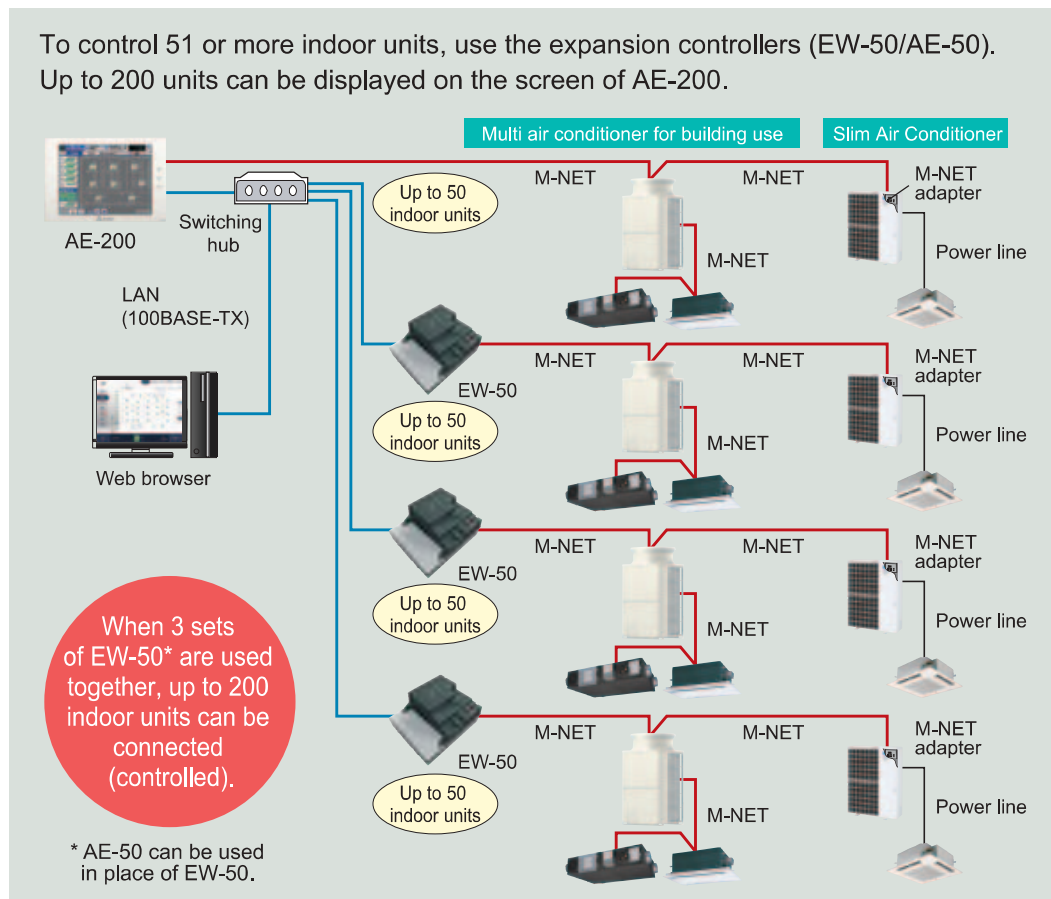 To control 51 or more indoor units, use the expansion controllers (EW-50/AE-50).
Up to 200 units can be displayed on the screen of AE-200.
Multi air conditioner for building use
Slim Air Conditioner
AE-200
Switching
hub
Up to 50
indoor units
M-NET
M-NET
M-NET
M-NET
adapter
Power line
LAN
(100BASE-TX)
Web browser
EW-50
Up to 50
indoor units
M-NET
M-NET
M-NET
M-NET
adapter
Power line
EW-50
Up to 50
indoor units
M-NET
M-NET
M-NET
M-NET
adapter
Power line
EW-50
Up to 50
indoor units
M-NET
M-NET
M-NET
M-NET
adapter
Power line
When 3 sets
of EW-50* are used
together, up to 200
indoor units can be
connected
(controlled).
* AE-50 can be used
in place of EW-50.